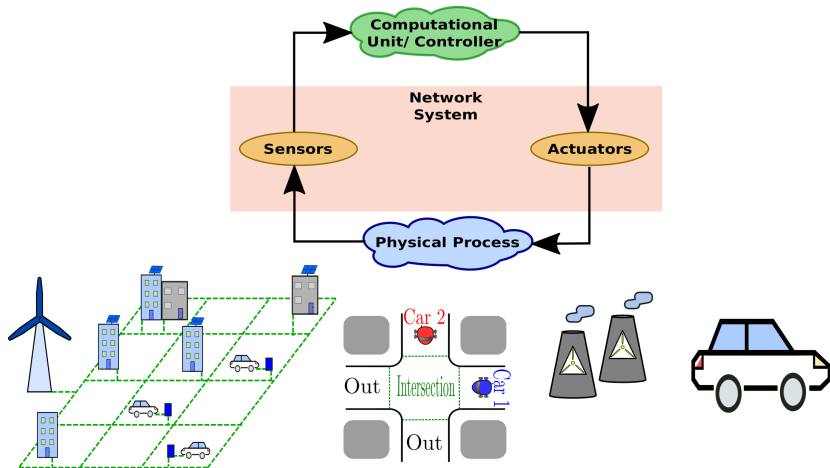 Computational
Unit/ Controller
Network
System
Sensors
Actuators
Physical Process
Car 2
Out
Intersection
Car 1
Out